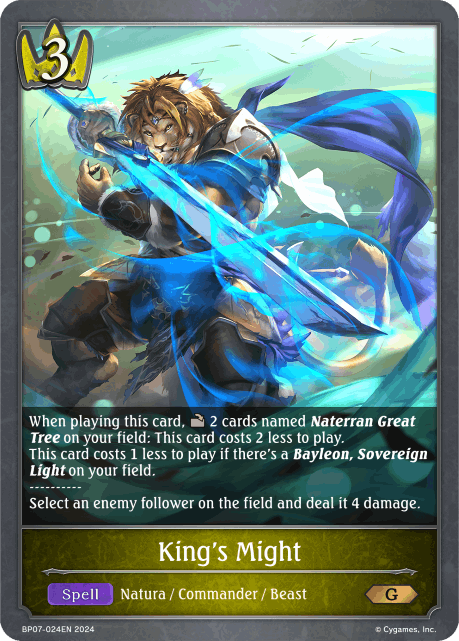 3
When playing this card, 2 cards named Naterran Great
Tree on your field: This card costs 2 less to play.
This card costs 1 less to play if there's a Bayleon, Sovereign
Light on your field.
----------
Select an enemy follower on the field and deal it 4 damage.
King's Might
Spell Natura / Commander / Beast G
BP07-024EN 2024 © Cygames, Inc.